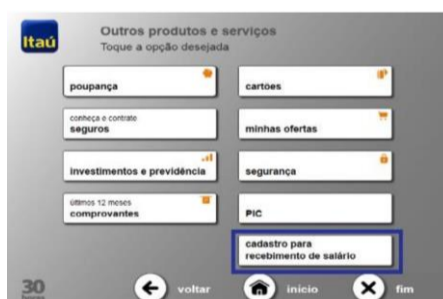 Itaú
Outros produtos e serviços
Toque a opção desejada
poupança
cartões
conheça e contrate
seguros
minhas ofertas
investimentos e previdência
segurança
últimos 12 meses
comprovantes
PIC
cadastro para
recebimento de salário
30
voltar
início
fim